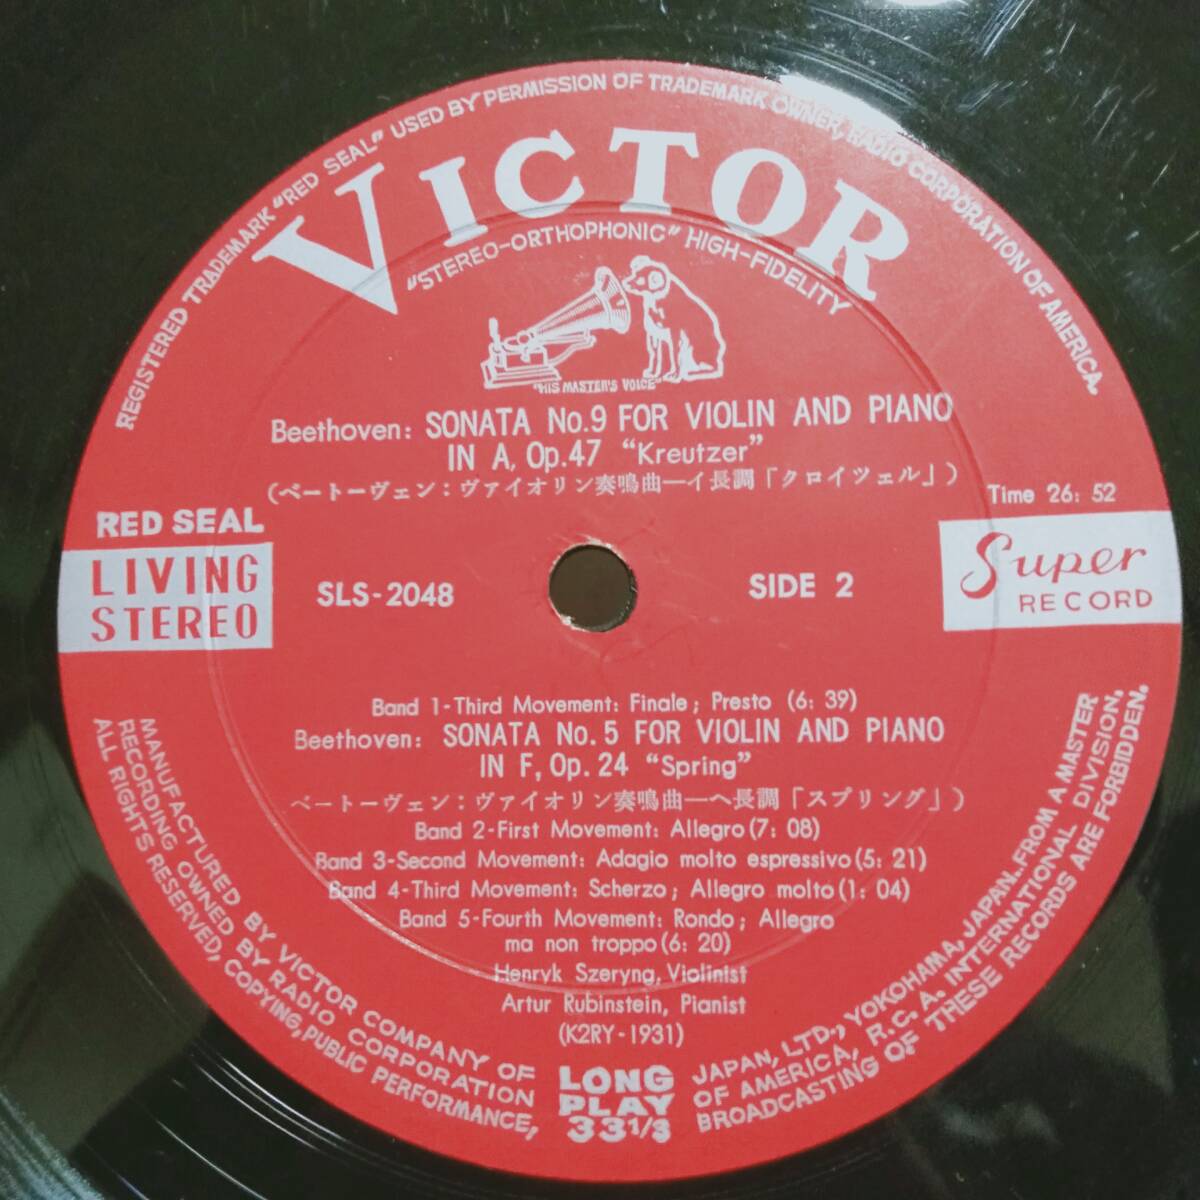 REGISTERED TRADEMARK "RED SEAL" USED BY PERMISSION OF TRADEMARK OWNER, RADIO CORPORATION OF AMERICA.
VICTOR
"STEREO-ORTHOPHONIC" HIGH-FIDELITY
"HIS MASTER'S VOICE"
Beethoven: SONATA No.9 FOR VIOLIN AND PIANO
IN A, Op.47 "Kreutzer"
(ベートーヴェン:ヴァイオリン奏鳴曲—イ長調「クロイツェル」)
Time 26: 52
RED SEAL
LIVING
STEREO
SLS-2048
SIDE 2
Super
RECORD
Band 1-Third Movement: Finale; Presto (6: 39)
Beethoven: SONATA No. 5 FOR VIOLIN AND PIANO
IN F, Op. 24 "Spring"
ベートーヴェン:ヴァイオリン奏鳴曲—ヘ長調「スプリング」)
Band 2-First Movement: Allegro (7: 08)
Band 3-Second Movement: Adagio molto espressivo (5: 21)
Band 4-Third Movement: Scherzo; Allegro molto (1: 04)
Band 5-Fourth Movement: Rondo; Allegro
ma non troppo (6: 20)
Henryk Szeryng, Violinist
Artur Rubinstein, Pianist
(K2RY-1931)
LONG
PLAY
33 1/3
MANUFACTURED BY VICTOR COMPANY OF JAPAN, LTD., YOKOHAMA, JAPAN..FROM A MASTER
RECORDING OWNED BY RADIO CORPORATION OF AMERICA, R.C.A. INTERNATIONAL DIVISION.
ALL RIGHTS RESERVED, COPYING, PUBLIC PERFORMANCE, BROADCASTING OF THESE RECORDS ARE FORBIDDEN.